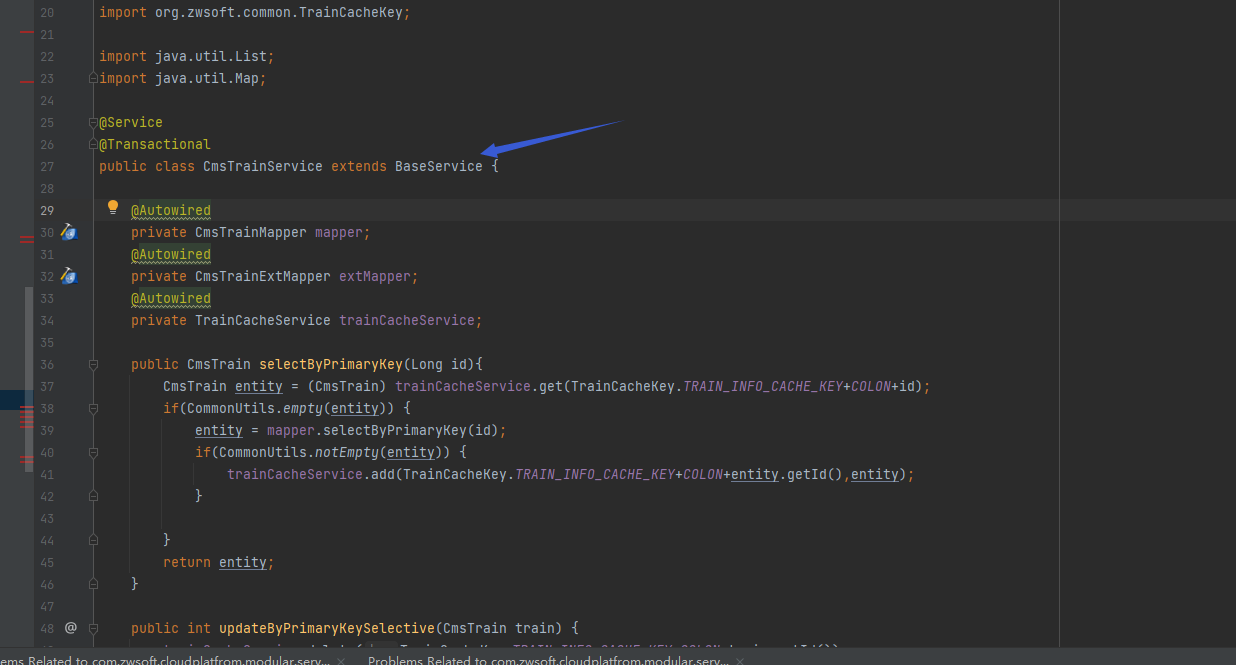 20 import org.zwsoft.common.TrainCacheKey;
21
22 import java.util.List;
23 import java.util.Map;
24
25 @Service
26 @Transactional
27 public class CmsTrainService extends BaseService {
28
29 @Autowired
30 private CmsTrainMapper mapper;
31 @Autowired
32 private CmsTrainExtMapper extMapper;
33 @Autowired
34 private TrainCacheService trainCacheService;
35
36 public CmsTrain selectByPrimaryKey(Long id){
37 CmsTrain entity = (CmsTrain) trainCacheService.get(TrainCacheKey.TRAIN_INFO_CACHE_KEY+COLON+id);
38 if(CommonUtils.empty(entity)) {
39 entity = mapper.selectByPrimaryKey(id);
40 if(CommonUtils.notEmpty(entity)) {
41 trainCacheService.add(TrainCacheKey.TRAIN_INFO_CACHE_KEY+COLON+entity.getId(),entity);
42 }
43
44 }
45 return entity;
46 }
47
48 @ public int updateByPrimaryKeySelective(CmsTrain train) {
ems Related to com.zwsoft.cloudplatfrom.modular.serv... × Problems Related to com.zwsoft.cloudplatfrom.modular.serv... ×